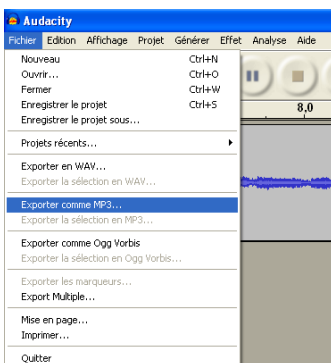 Audacity
Fichier Edition Affichage Projet Générer Effet Analyse Aide
Nouveau Ctrl+N
Ouvrir... Ctrl+O
Fermer Ctrl+W
Enregistrer le projet Ctrl+S
Enregistrer le projet sous...
8,0
Projets récents...
Exporter en WAV...
Exporter la sélection en WAV...
Exporter comme MP3...
Exporter la sélection en MP3...
Exporter comme Ogg Vorbis
Exporter la sélection en Ogg Vorbis...
Exporter les marqueurs...
Export Multiple...
Mise en page...
Imprimer...
Quitter